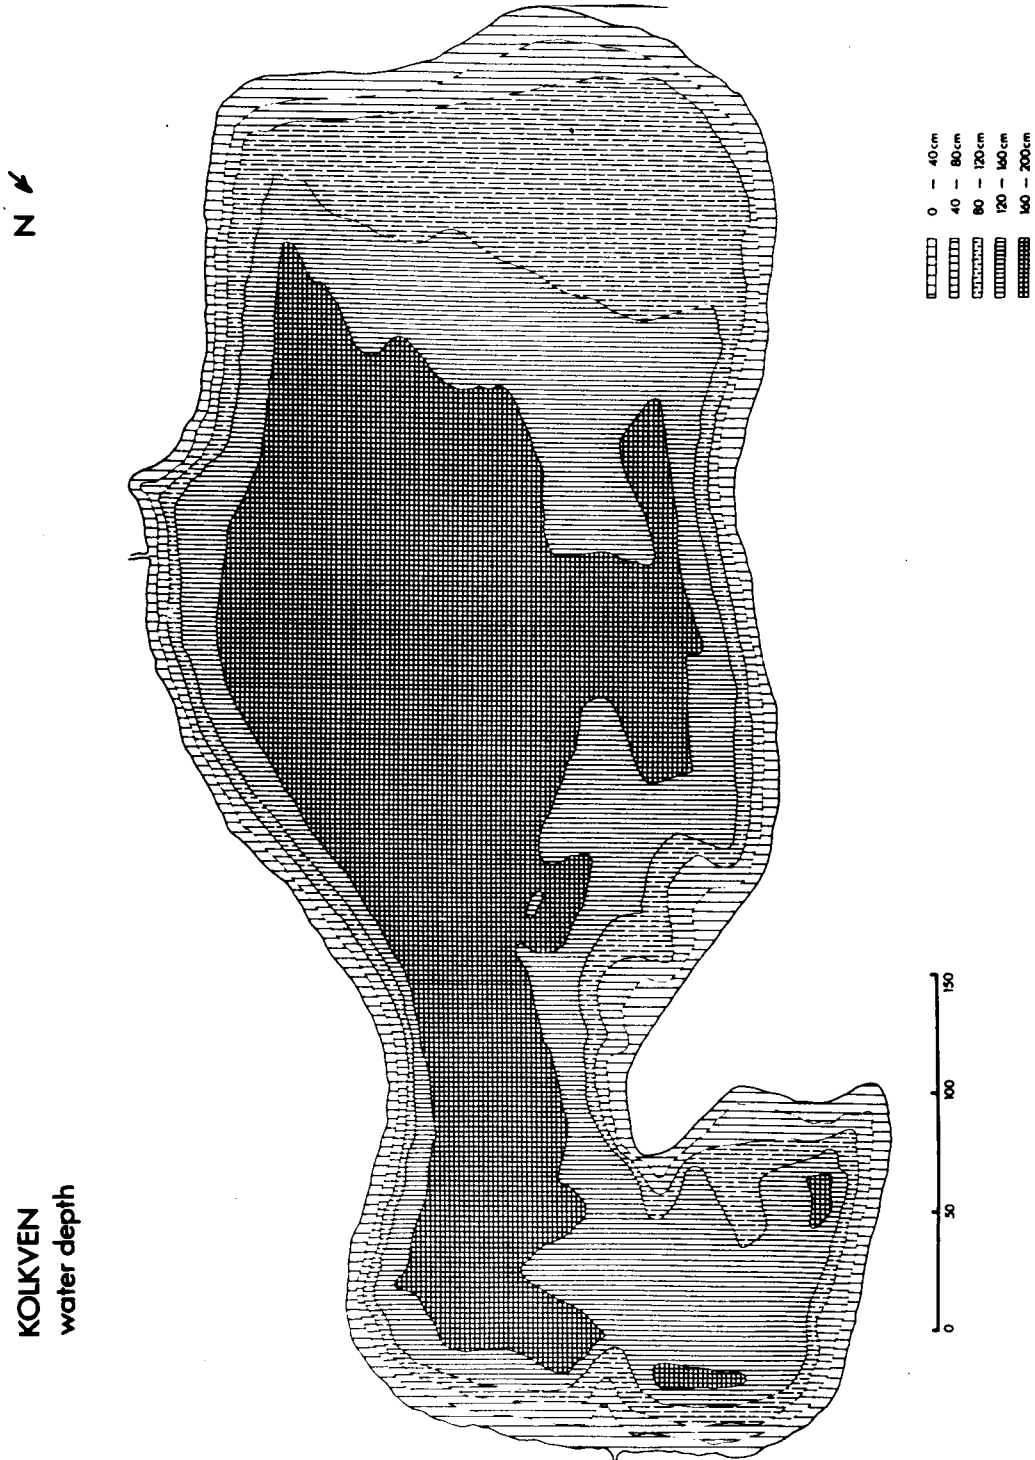 KOLKVEN
water depth
N
0 – 40cm
40 – 80cm
80 – 120cm
120 – 160cm
160 – 200cm
0 50 100 150